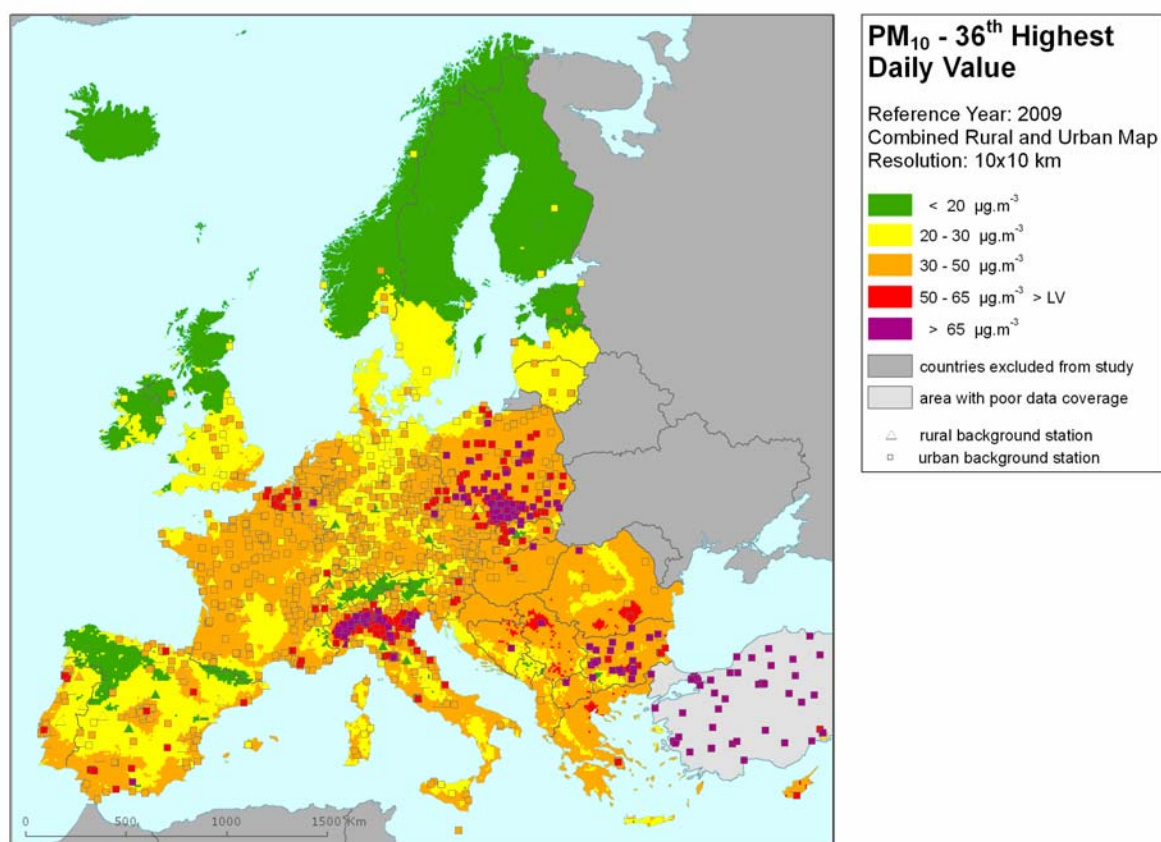 PM₁₀ - 36ᵗʰ Highest
Daily Value
Reference Year: 2009
Combined Rural and Urban Map
Resolution: 10x10 km
< 20 µg.m⁻³
20 - 30 µg.m⁻³
30 - 50 µg.m⁻³
50 - 65 µg.m⁻³ > LV
> 65 µg.m⁻³
countries excluded from study
area with poor data coverage
rural background station
urban background station
0 500 1000 1500 Km